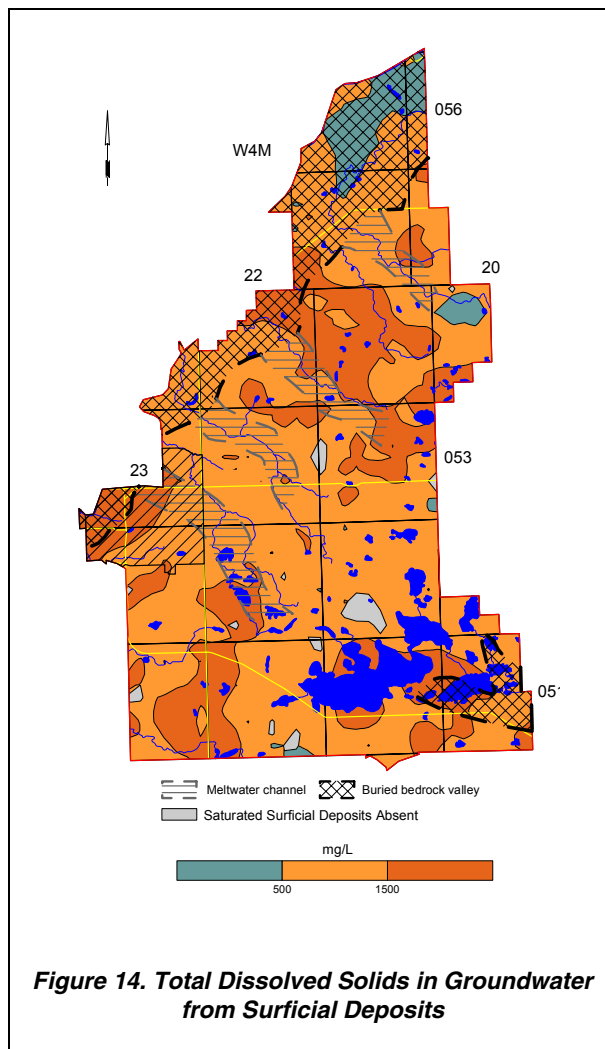 056
W4M
22
20
053
23
051
Meltwater channel
Buried bedrock valley
Saturated Surficial Deposits Absent
mg/L
500
1500
Figure 14. Total Dissolved Solids in Groundwater
from Surficial Deposits